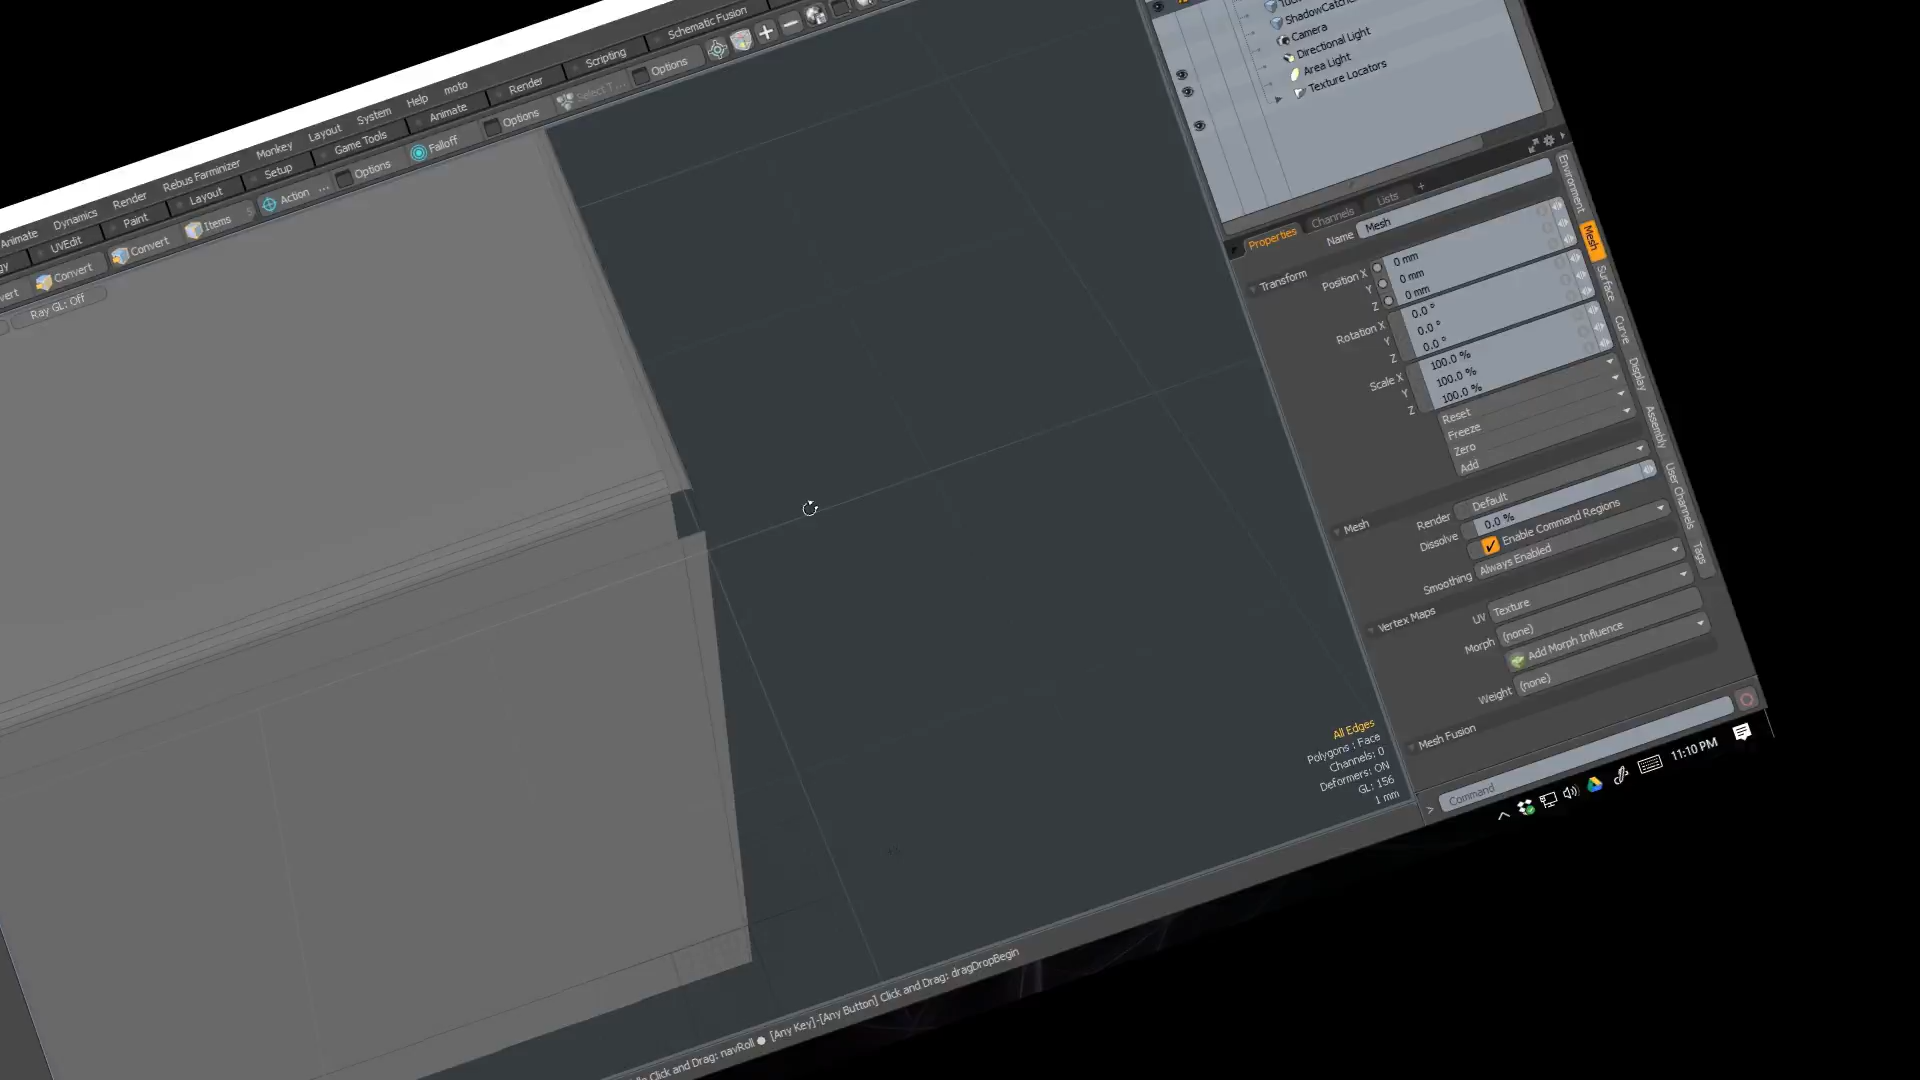 Animate Dynamics Render Rebus Farminizer Monkey Layout System Help moto
UVEdit Paint Layout Setup Game Tools Animate Render Scripting Schematic Fusion
Convert Convert Items Action ... Options Falloff Options Select T... Options
Ray GL: Off
Camera
Directional Light
Area Light
Texture Locators
Properties Channels Lists +
Name Mesh
Transform
Position X 0 mm
Y 0 mm
Z 0 mm
Rotation X 0.0 °
Y 0.0 °
Z 0.0 °
Scale X 100.0 %
Y 100.0 %
Z 100.0 %
Reset
Freeze
Zero
Add
Mesh
Render Default
Dissolve 0.0 %
Enable Command Regions
Smoothing Always Enabled
Vertex Maps
UV Texture
Morph (none)
Add Morph Influence
Weight (none)
Mesh Fusion
Environment
Mesh
Surface
Curve
Display
Assembly
User Channels
Tags
All Edges
Polygons : Face
Channels: 0
Deformers: ON
GL: 156
1 mm
Command
11:10 PM
Click and Drag: navRoll ● [Any Key]-[Any Button] Click and Drag: dragDropBegin